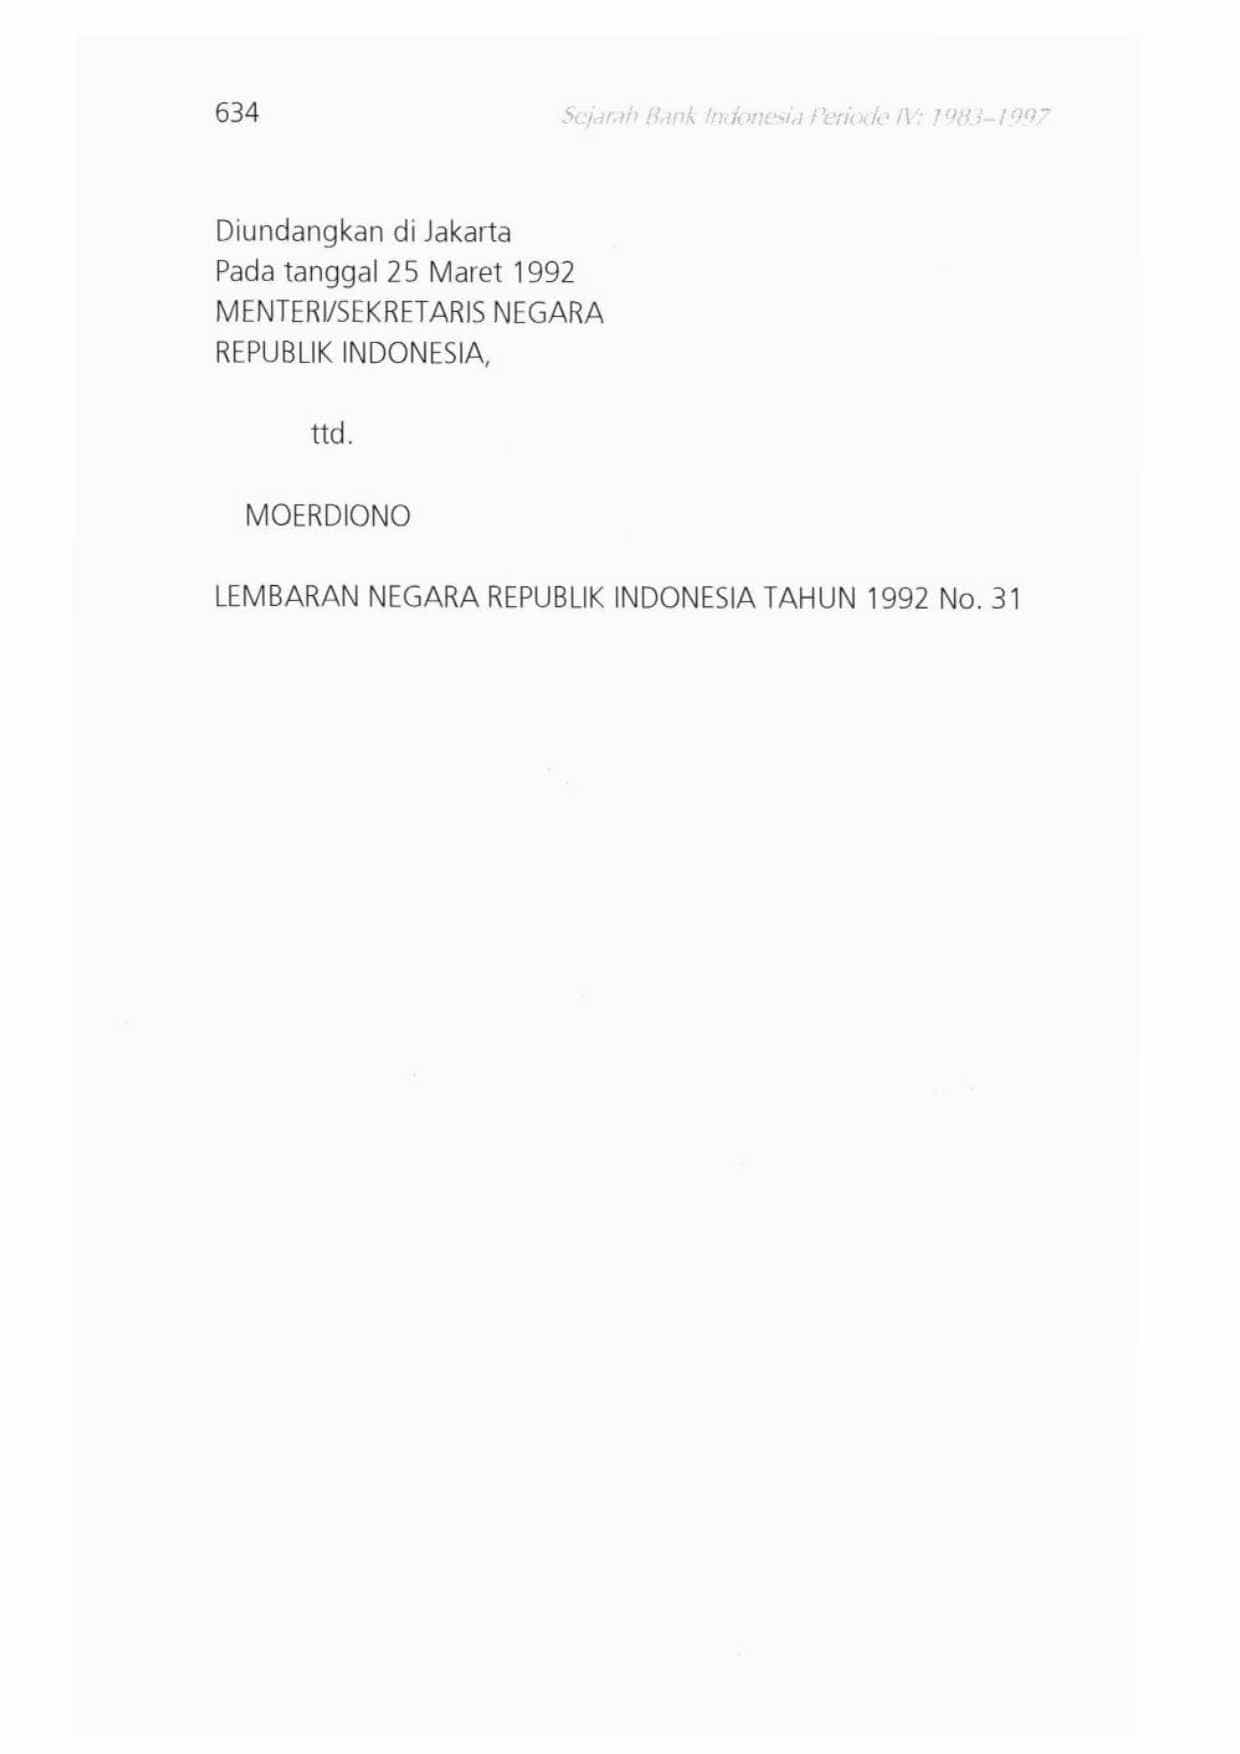 634
Sejarah Bank Indonesia Periode IV: 1983–1997
Diundangkan di Jakarta
Pada tanggal 25 Maret 1992
MENTERI/SEKRETARIS NEGARA
REPUBLIK INDONESIA,
ttd.
MOERDIONO
LEMBARAN NEGARA REPUBLIK INDONESIA TAHUN 1992 No. 31